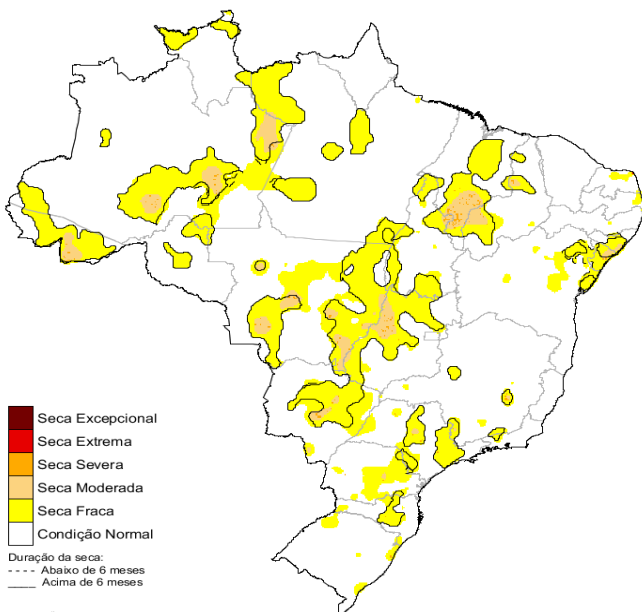 Seca Excepcional
Seca Extrema
Seca Severa
Seca Moderada
Seca Fraca
Condição Normal
Duração da seca:
Abaixo de 6 meses
Acima de 6 meses